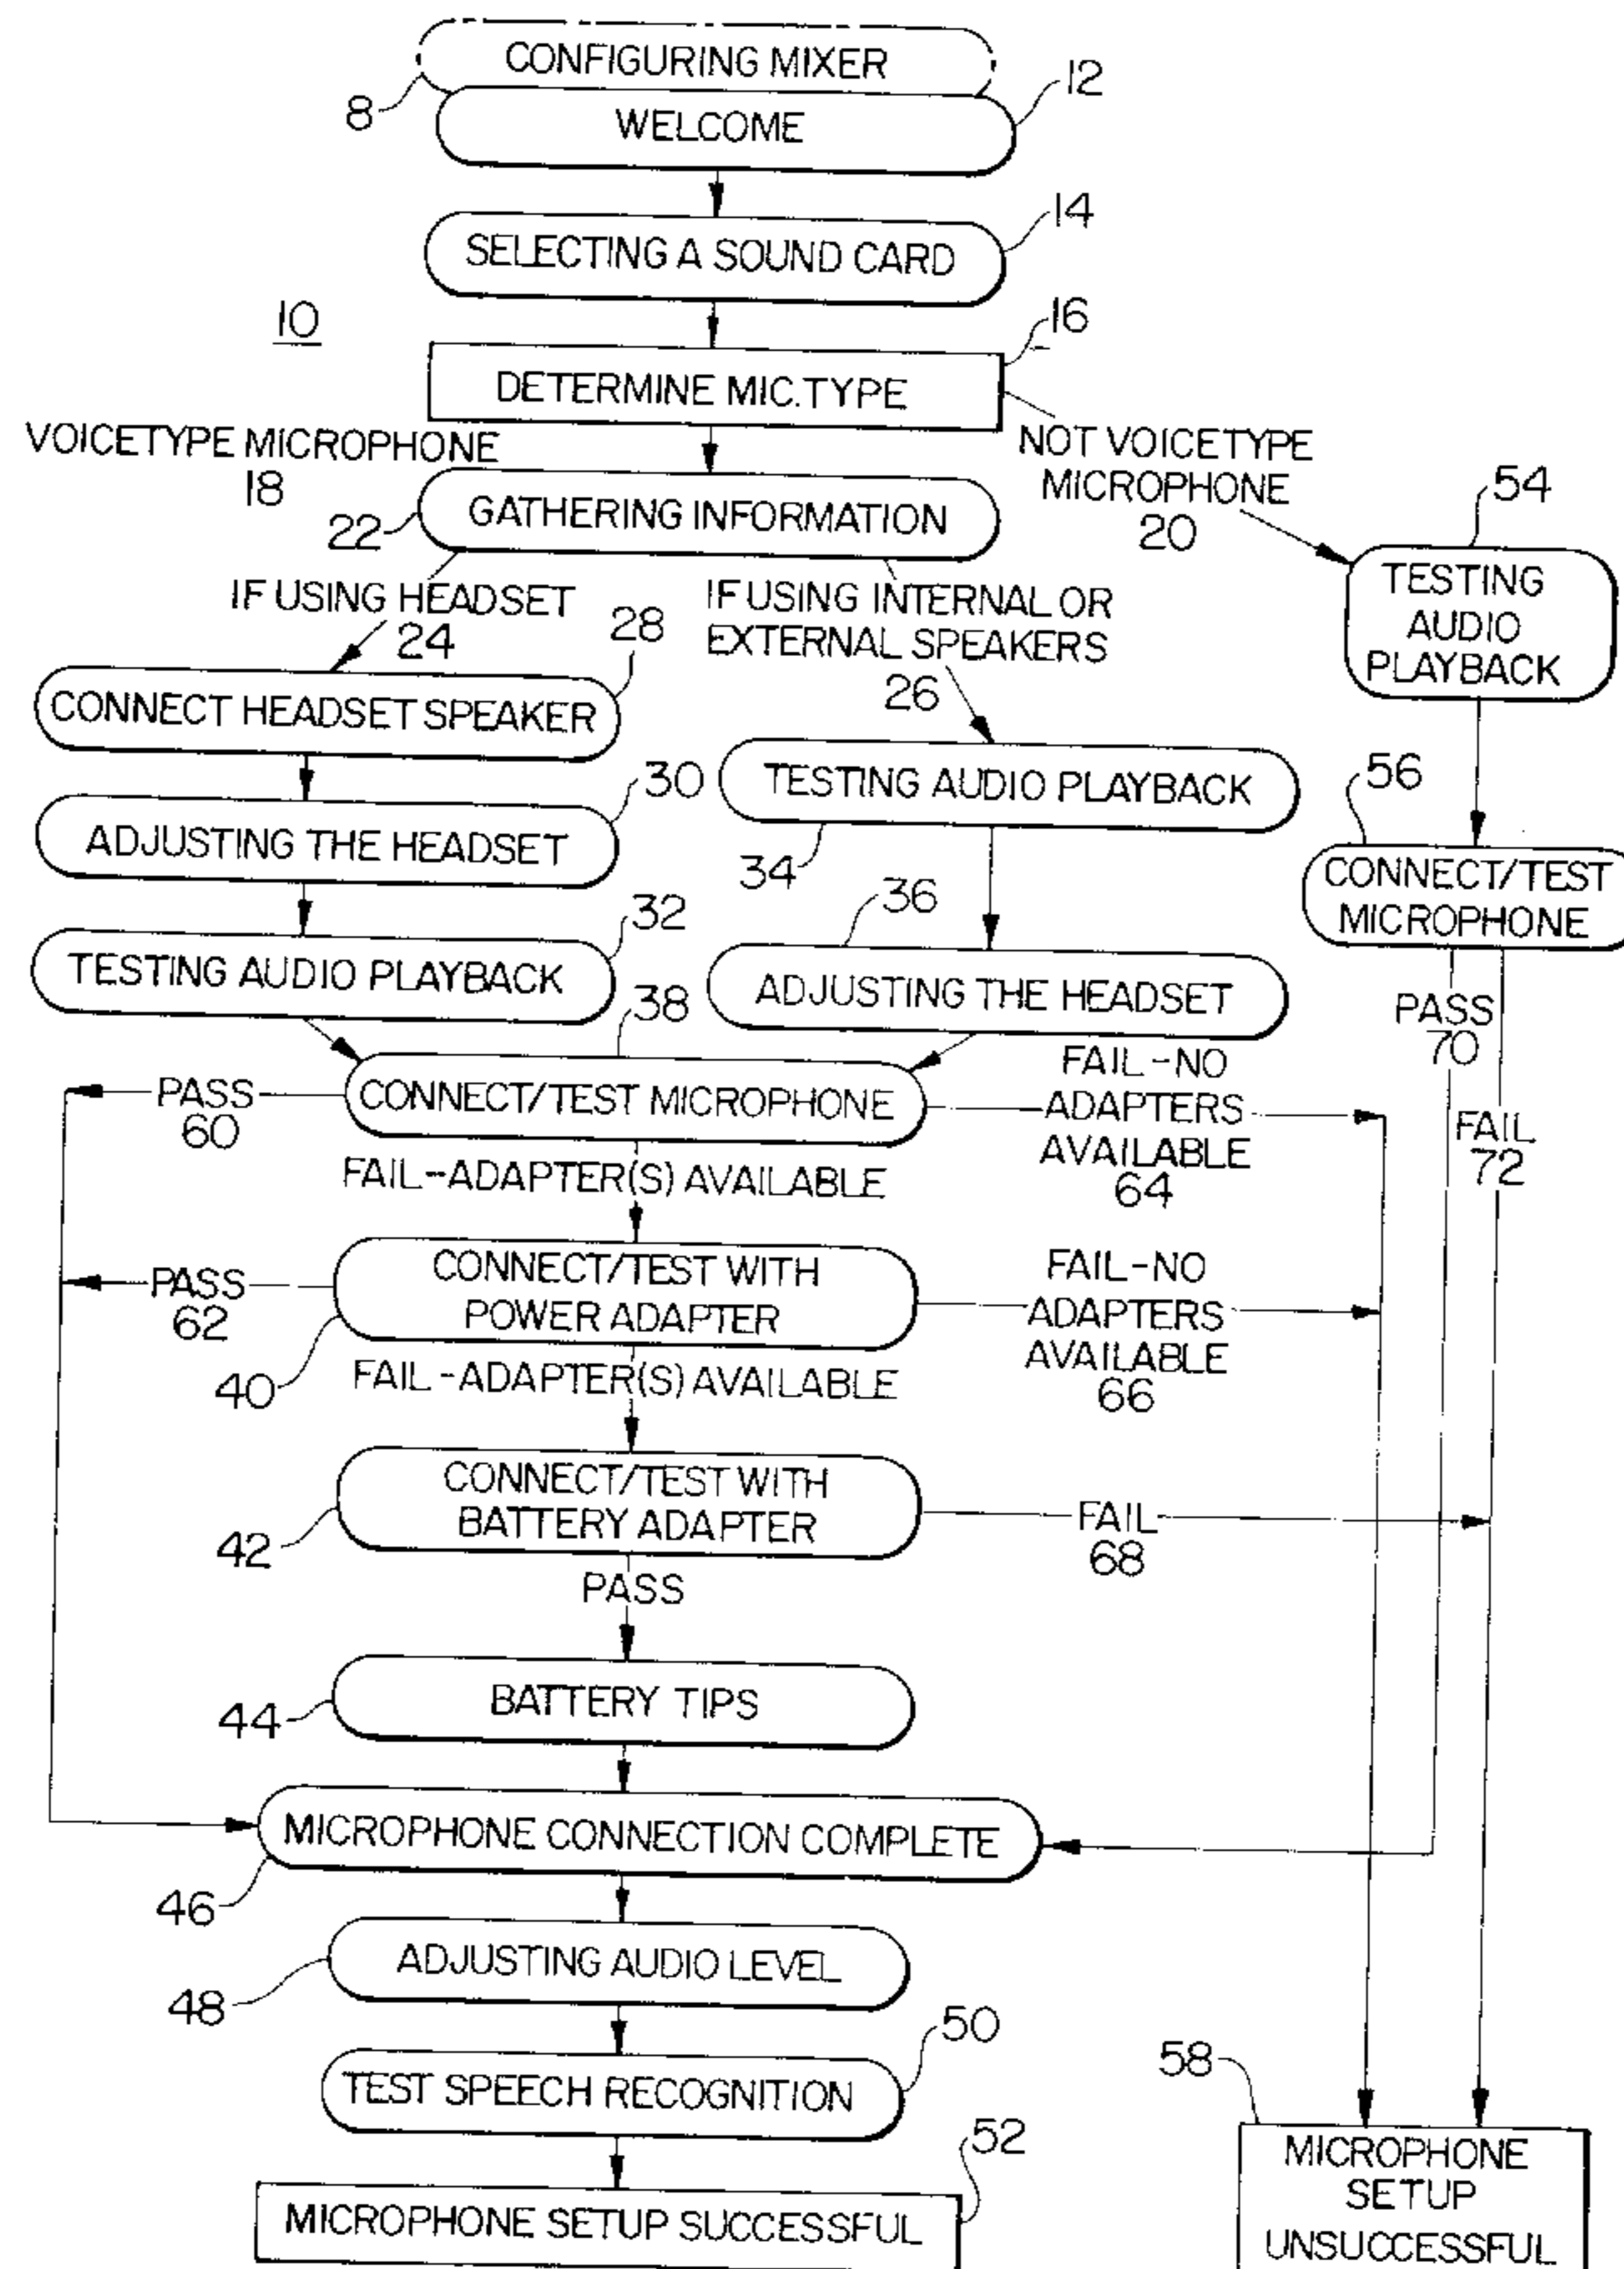 CONFIGURING MIXER
8
WELCOME
12
SELECTING A SOUND CARD
14
10
16
DETERMINE MIC.TYPE
VOICETYPE MICROPHONE
18
NOT VOICETYPE
MICROPHONE
20
22
GATHERING INFORMATION
54
TESTING
AUDIO
PLAYBACK
IF USING HEADSET
24
IF USING INTERNAL OR
EXTERNAL SPEAKERS
26
28
CONNECT HEADSET SPEAKER
TESTING AUDIO PLAYBACK
34
30
ADJUSTING THE HEADSET
56
CONNECT/TEST
MICROPHONE
36
ADJUSTING THE HEADSET
32
TESTING AUDIO PLAYBACK
38
CONNECT/TEST MICROPHONE
PASS
60
FAIL-NO
ADAPTERS
AVAILABLE
64
PASS
70
FAIL
72
FAIL-ADAPTER(S) AVAILABLE
CONNECT/TEST WITH
POWER ADAPTER
40
PASS
62
FAIL-NO
ADAPTERS
AVAILABLE
66
FAIL-ADAPTER(S) AVAILABLE
CONNECT/TEST WITH
BATTERY ADAPTER
42
FAIL
68
PASS
BATTERY TIPS
44
MICROPHONE CONNECTION COMPLETE
46
ADJUSTING AUDIO LEVEL
48
50
TEST SPEECH RECOGNITION
52
MICROPHONE SETUP SUCCESSFUL
58
MICROPHONE
SETUP
UNSUCCESSFUL